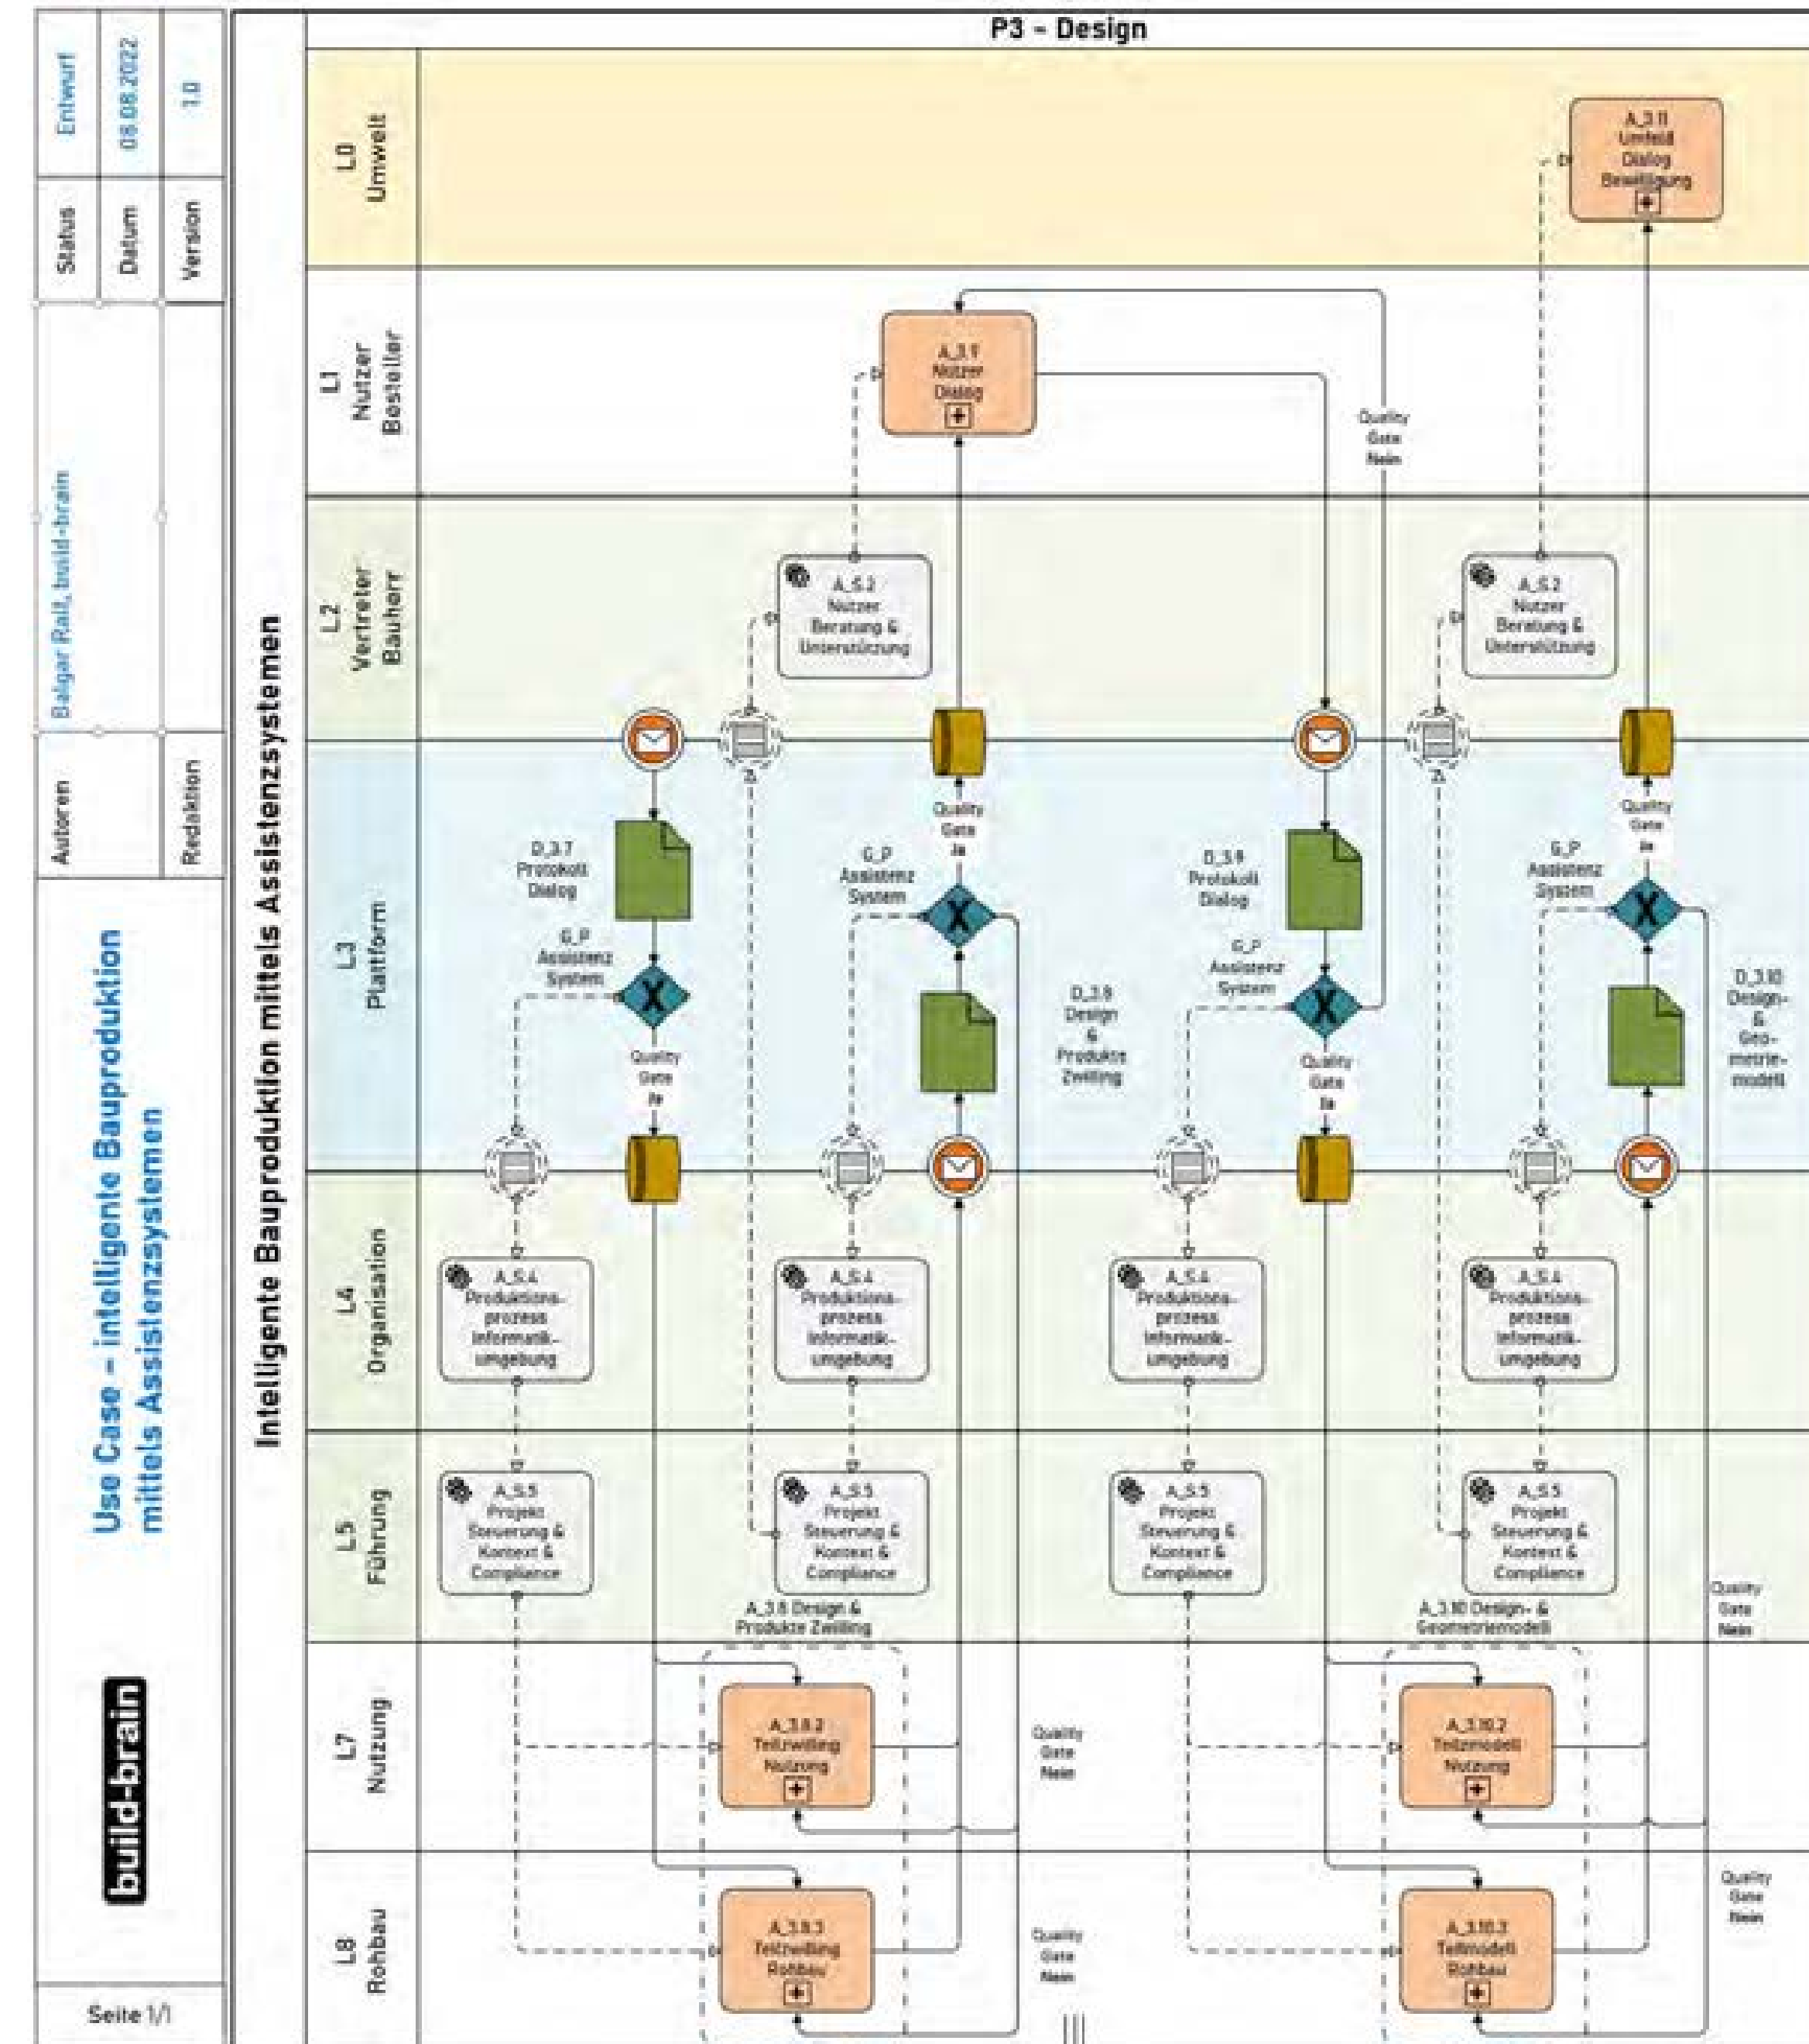 P3 - Design
Status
Entwurf
Datum
08.08.2022
Version
1.0
Autoren
Balgar Rall, build-brain
Redaktion
Use Case - intelligente Bauproduktion
mittels Assistenzsystemen
build-brain
Seite 1/1
Intelligente Bauproduktion mittels Assistenzsystemen
L0
Umwelt
A_3.11
Umfeld
Dialog
Bewilligung
L1
Nutzer
Besteller
A_3.9
Nutzer
Dialog
Quality
Gate
Nein
L2
Vertreter
Bauherr
A_S.2
Nutzer
Beratung &
Unterstützung
A_S.2
Nutzer
Beratung &
Unterstützung
L3
Plattform
D_3.7
Protokoll
Dialog
G_P
Assistenz
System
Quality
Gate
Ja
Quality
Gate
Ja
G_P
Assistenz
System
D_3.8
Design
&
Produkte
Zwilling
D_3.9
Protokoll
Dialog
G_P
Assistenz
System
Quality
Gate
Ja
Quality
Gate
Ja
G_P
Assistenz
System
D_3.10
Design-
&
Geo-
metrie-
modell
L4
Organisation
A_S.4
Produktions-
prozess
Informatik-
umgebung
A_S.4
Produktions-
prozess
Informatik-
umgebung
A_S.4
Produktions-
prozess
Informatik-
umgebung
A_S.4
Produktions-
prozess
Informatik-
umgebung
L5
Führung
A_S.5
Projekt
Steuerung &
Kontext &
Compliance
A_S.5
Projekt
Steuerung &
Kontext &
Compliance
A_S.5
Projekt
Steuerung &
Kontext &
Compliance
A_S.5
Projekt
Steuerung &
Kontext &
Compliance
A_3.8 Design &
Produkte Zwilling
A_3.10 Design- &
Geometriemodell
Quality
Gate
Nein
L7
Nutzung
A_3.8.2
Teilzwilling
Nutzung
Quality
Gate
Nein
A_3.10.2
Teilmodell
Nutzung
L8
Rohbau
A_3.8.3
Teilzwilling
Rohbau
Quality
Gate
Nein
A_3.10.3
Teilmodell
Rohbau
Quality
Gate
Nein